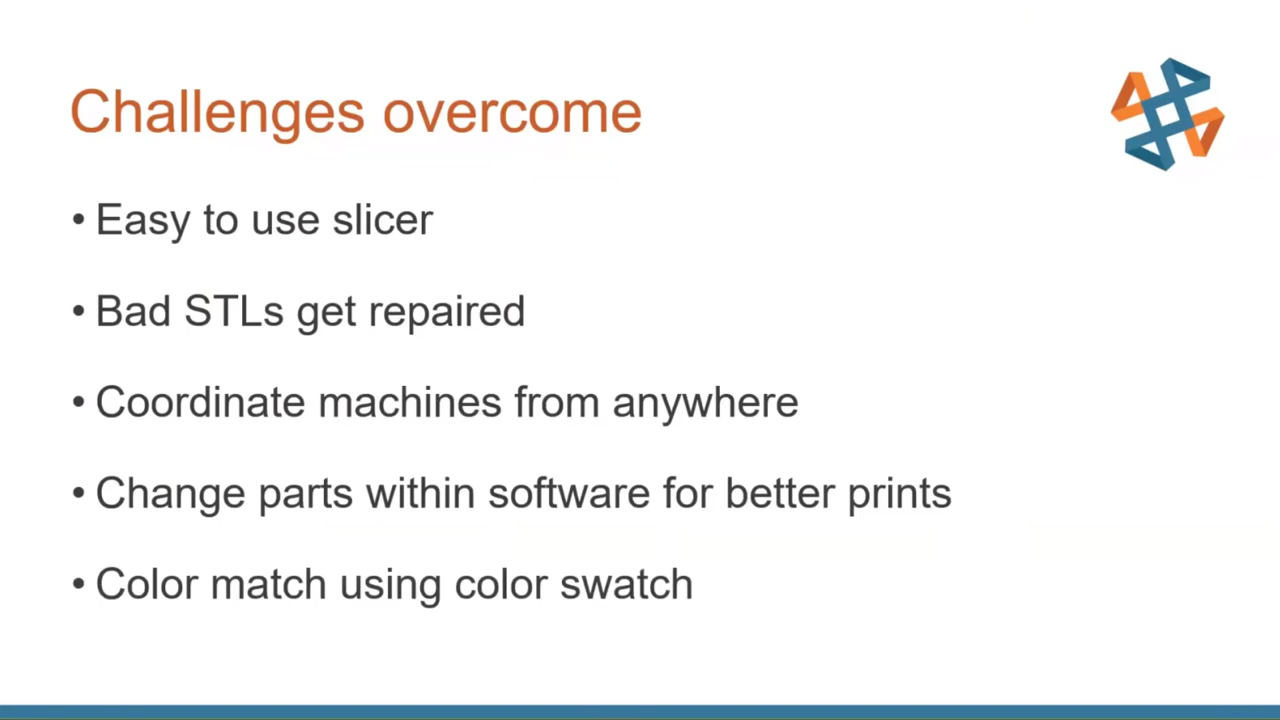 Challenges overcome
• Easy to use slicer
• Bad STLs get repaired
• Coordinate machines from anywhere
• Change parts within software for better prints
• Color match using color swatch